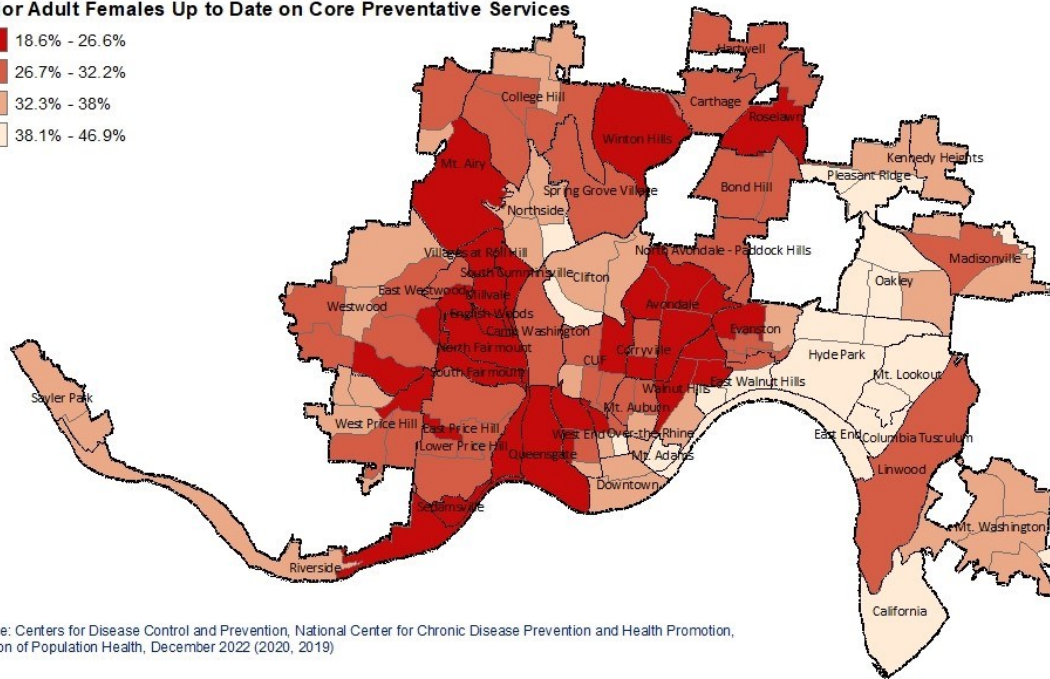 or Adult Females Up to Date on Core Preventative Services
18.6% - 26.6%
26.7% - 32.2%
32.3% - 38%
38.1% - 46.9%
Hartwell
College Hill
Carthage
Roselawn
Winton Hills
Kennedy Heights
Mt. Airy
Pleasant Ridge
Spring Grove Village
Bond Hill
Northside
Villages at Roll Hill
North Avondale - Paddock Hills
Madisonville
South Cumminsville
Clifton
Oakley
East Westwood
Millvale
Westwood
Avondale
English Woods
Camp Washington
Evanston
North Fairmount
Corryville
Hyde Park
CUF
South Fairmount
Mt. Lookout
Walnut Hills
East Walnut Hills
Sayler Park
Mt. Auburn
West Price Hill
East Price Hill
West End
Over-the-Rhine
East End
Columbia Tusculum
Lower Price Hill
Queensgate
Mt. Adams
Linwood
Downtown
Sedamsville
Mt. Washington
Riverside
California
e: Centers for Disease Control and Prevention, National Center for Chronic Disease Prevention and Health Promotion,
on of Population Health, December 2022 (2020, 2019)